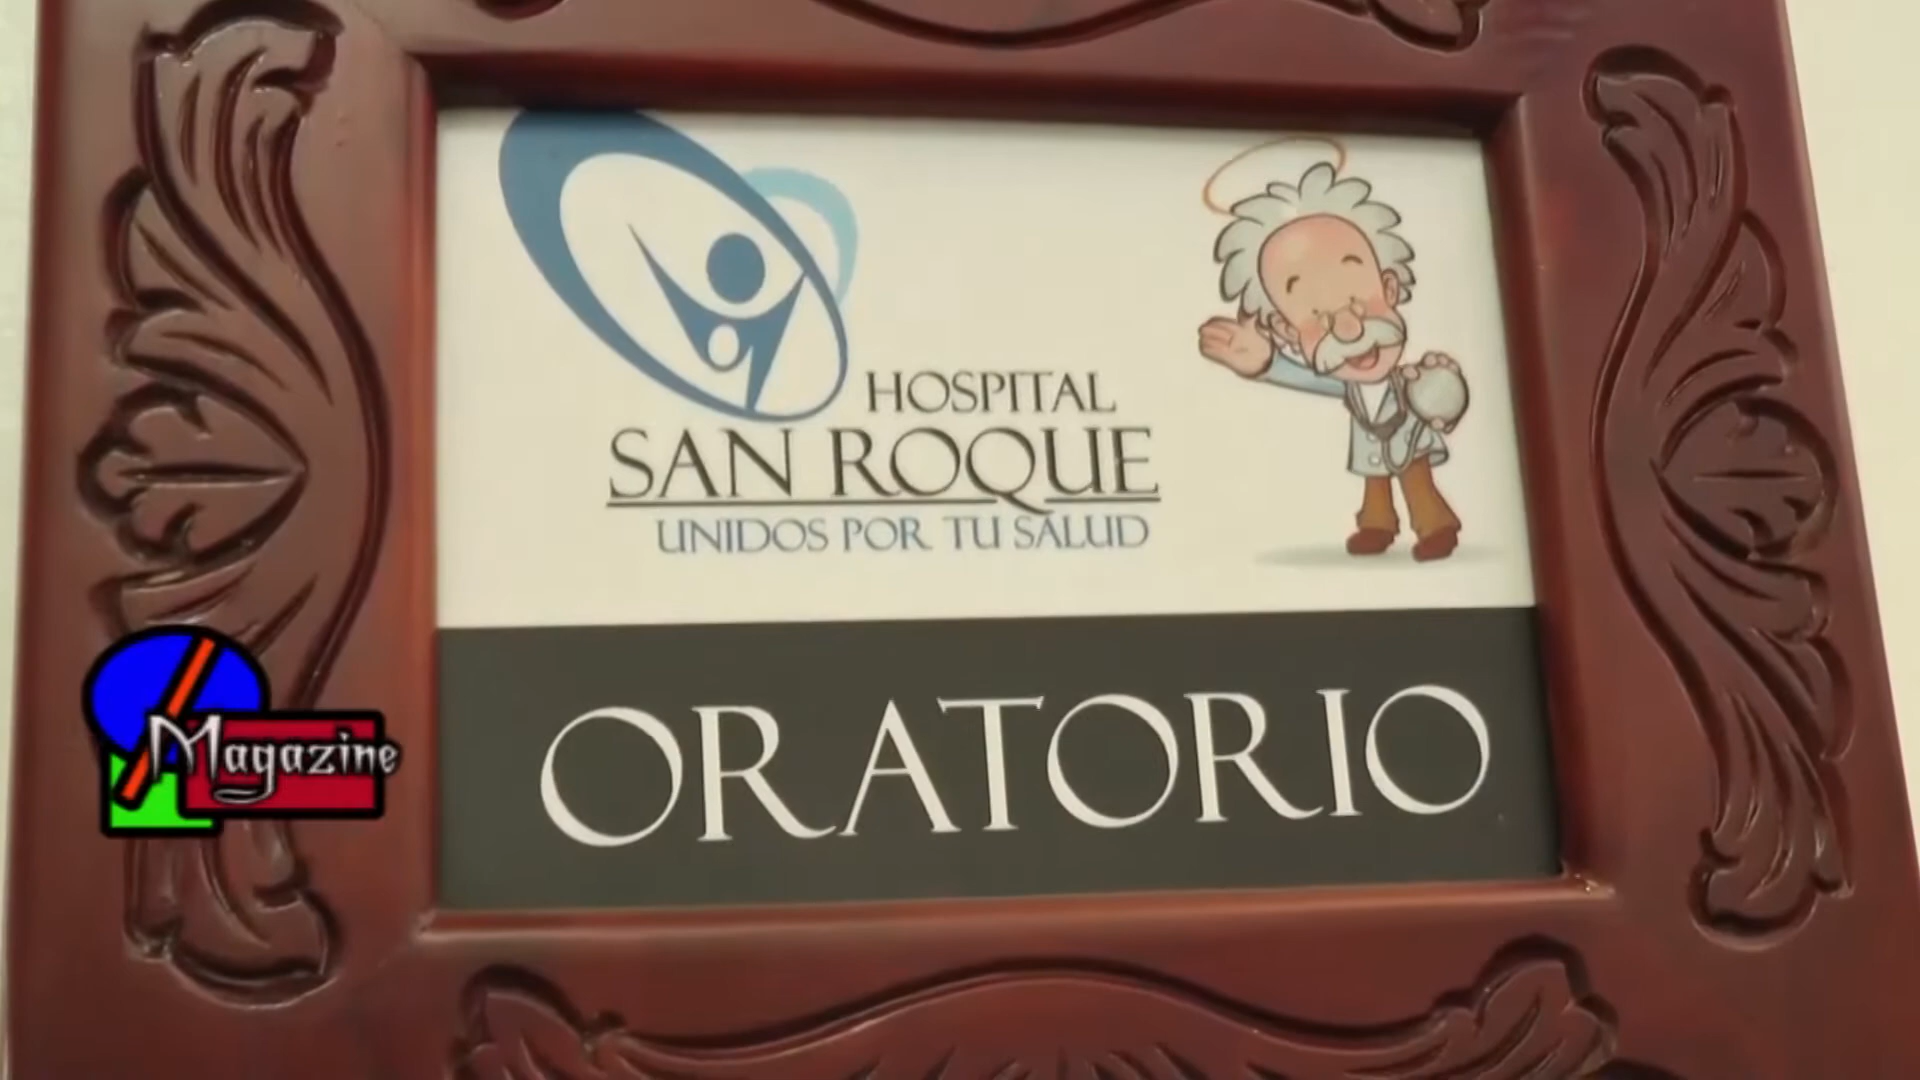 HOSPITAL
SAN ROQUE
UNIDOS POR TU SALUD
ORATORIO
Magazine